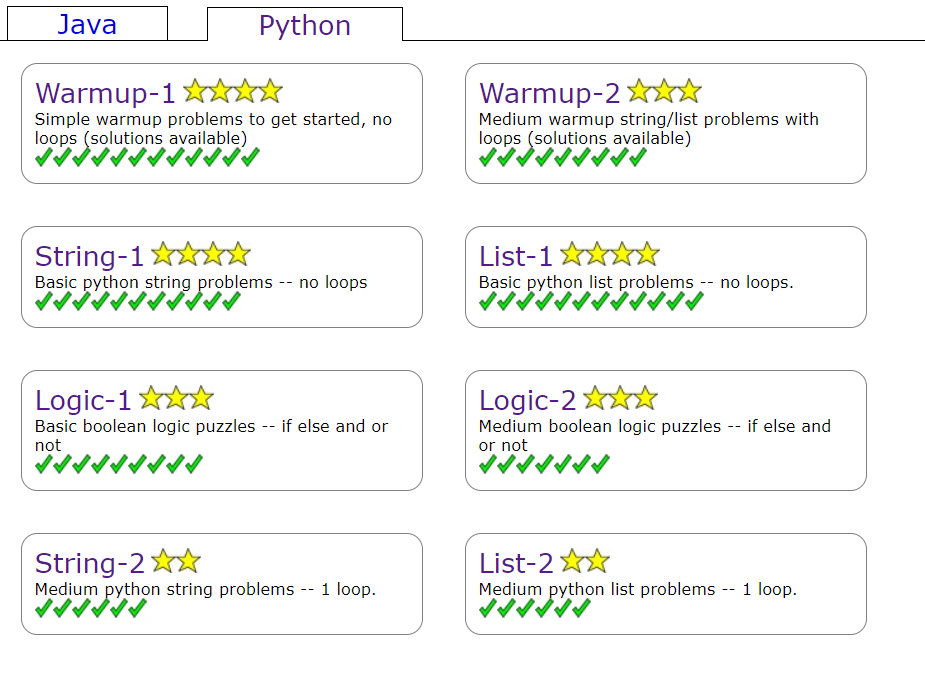 Java
Python
Warmup-1
Simple warmup problems to get started, no
loops (solutions available)
Warmup-2
Medium warmup string/list problems with
loops (solutions available)
String-1
Basic python string problems -- no loops
List-1
Basic python list problems -- no loops.
Logic-1
Basic boolean logic puzzles -- if else and or
not
Logic-2
Medium boolean logic puzzles -- if else and
or not
String-2
Medium python string problems -- 1 loop.
List-2
Medium python list problems -- 1 loop.